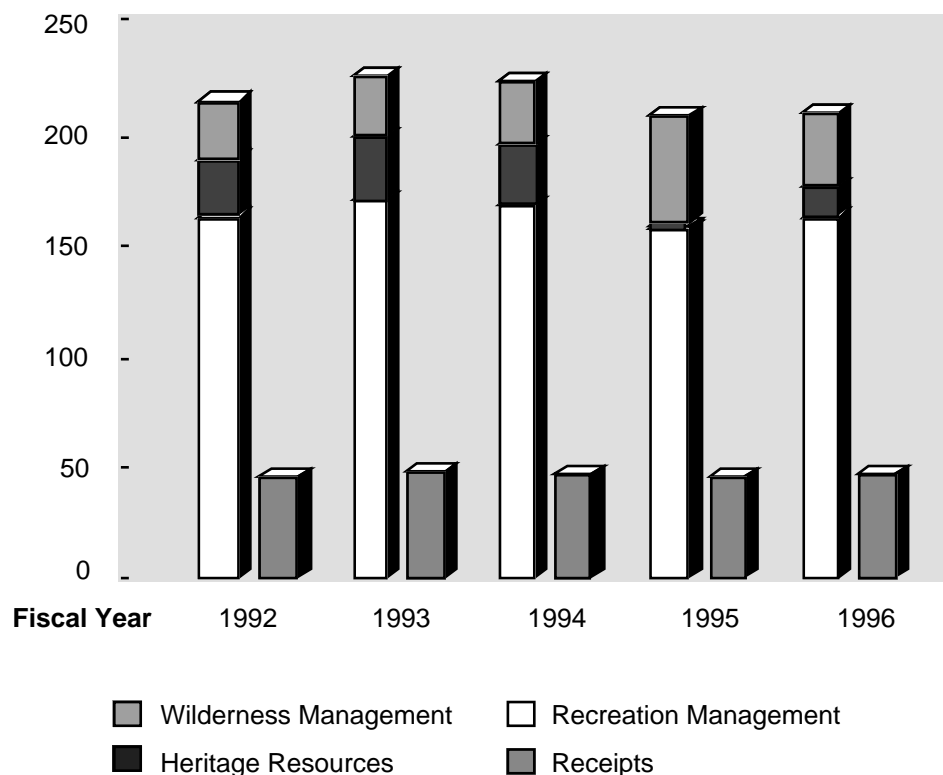 250
200
150
100
50
0
Fiscal Year 1992 1993 1994 1995 1996
Wilderness Management Recreation Management
Heritage Resources Receipts